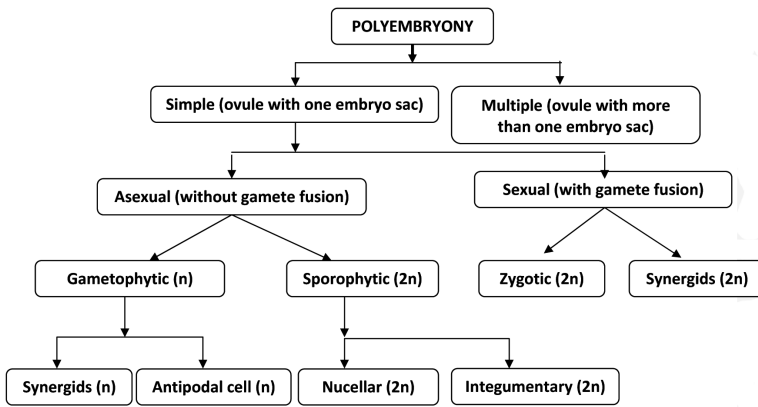 POLYEMBRYONY
Simple (ovule with one embryo sac)
Multiple (ovule with more
than one embryo sac)
Asexual (without gamete fusion)
Sexual (with gamete fusion)
Gametophytic (n)
Sporophytic (2n)
Zygotic (2n)
Synergids (2n)
Synergids (n)
Antipodal cell (n)
Nucellar (2n)
Integumentary (2n)